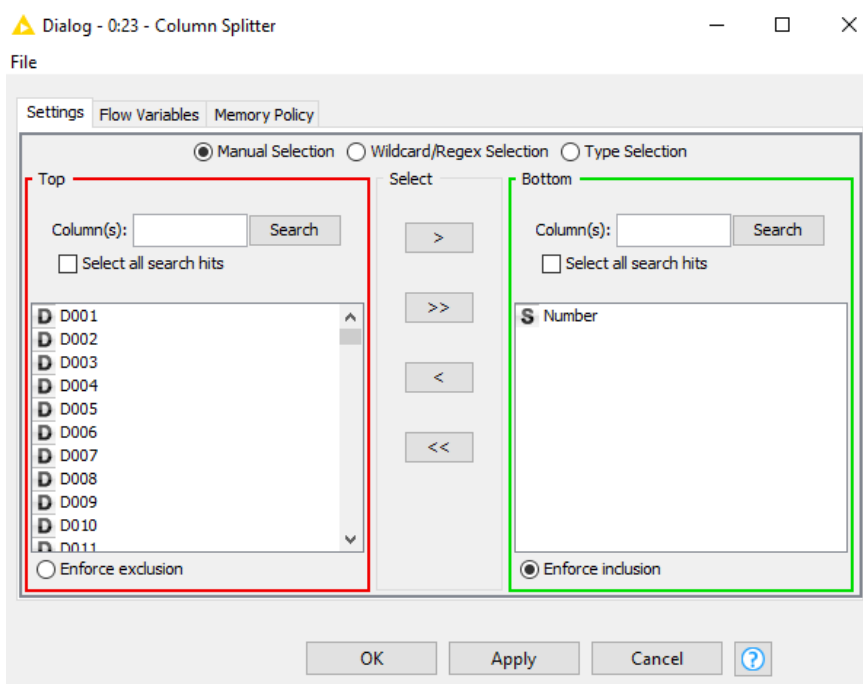 Dialog - 0:23 - Column Splitter
File
Settings Flow Variables Memory Policy
Manual Selection Wildcard/Regex Selection Type Selection
Top
Column(s): Search
Select all search hits
D D001
D D002
D D003
D D004
D D005
D D006
D D007
D D008
D D009
D D010
D D011
Enforce exclusion
Select
>
>>
<
<<
Bottom
Column(s): Search
Select all search hits
S Number
Enforce inclusion
OK Apply Cancel ?